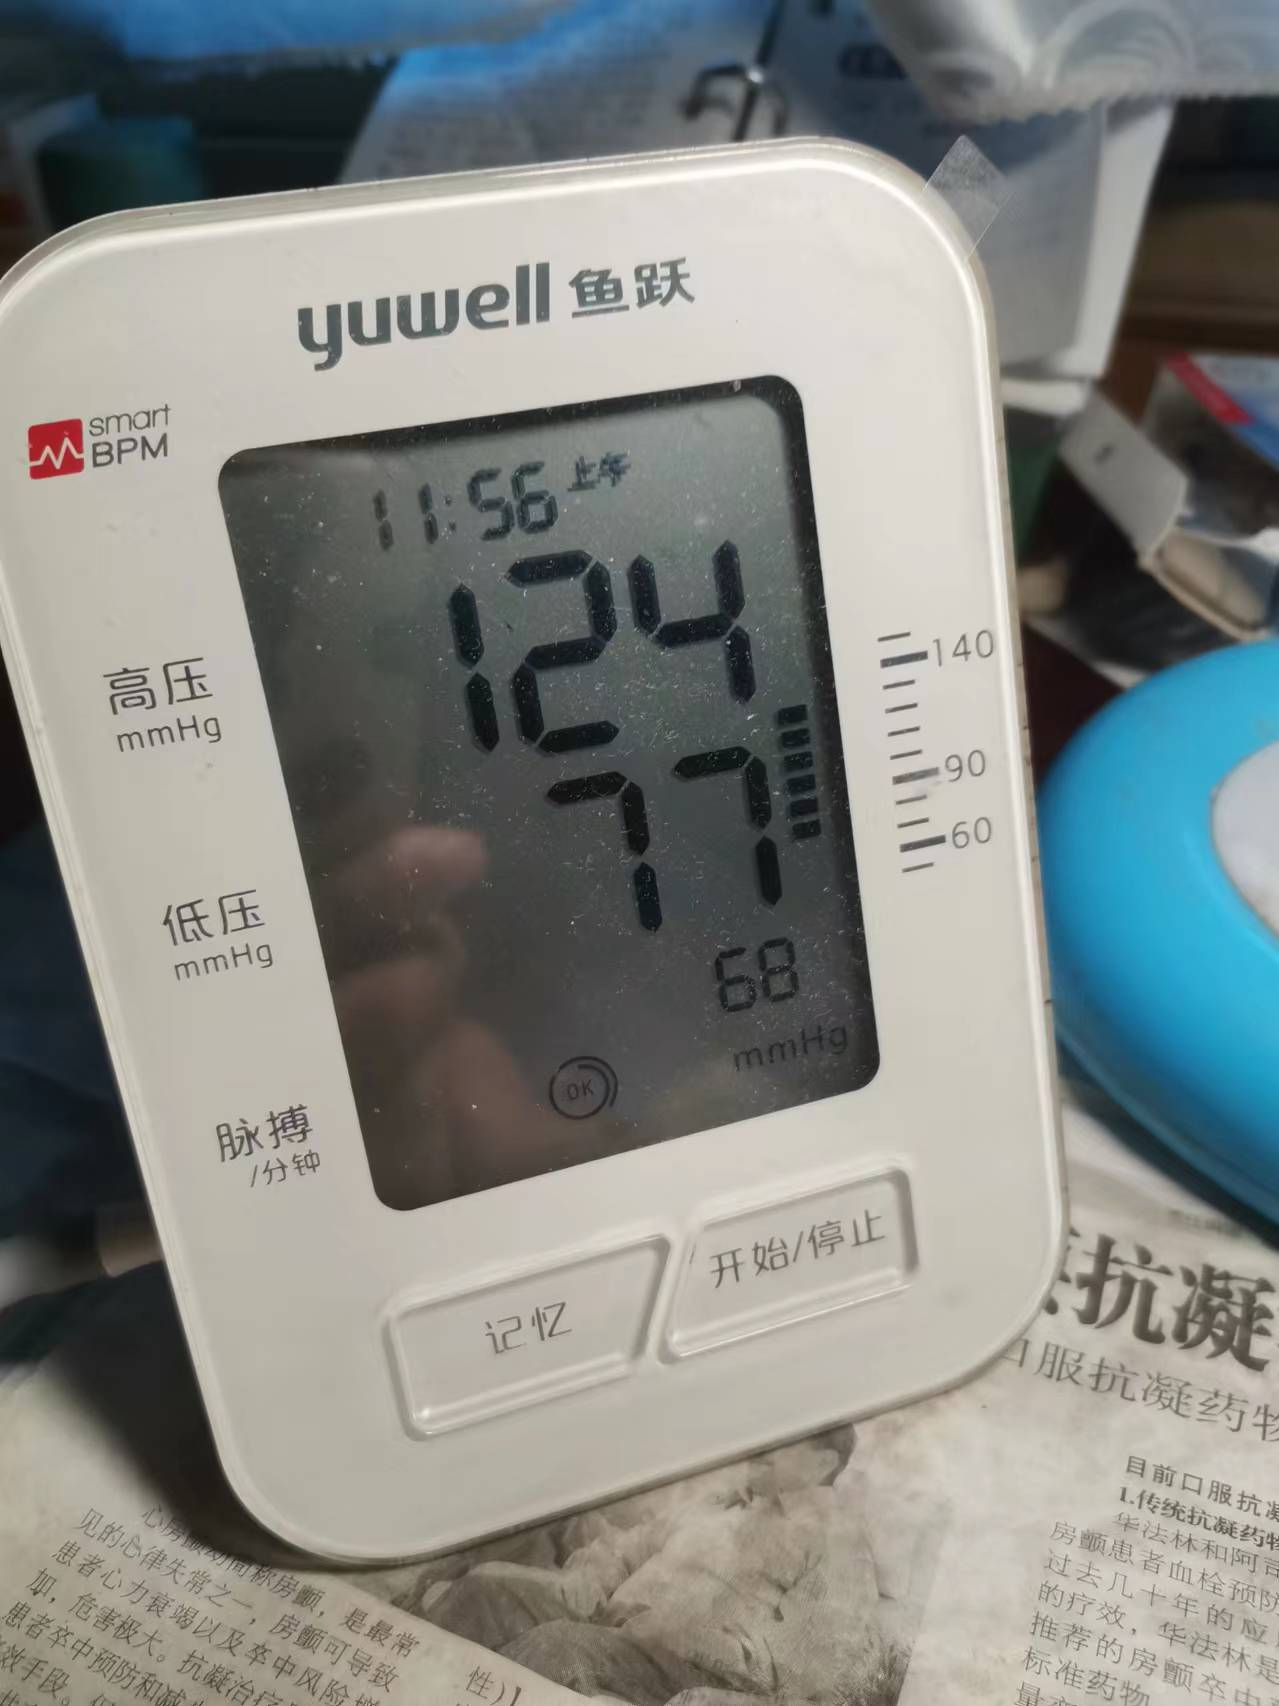 yuwell 鱼跃
smart
BPM
11:56 上午
高压
mmHg
124
140
90
60
低压
mmHg
77
脉搏
/分钟
68
mmHg
OK
记忆
开始/停止
抗凝
口服抗凝药物
目前口服抗凝
1.传统抗凝药物
华法林和阿司
房颤患者血栓预防
过去几十年的应用
的疗效,华法林是
推荐的房颤卒中
标准药物
心房颤动简称房颤,是最常
见的心律失常之一,房颤可导致
患者心力衰竭以及卒中风险增
加,危害极大。抗凝治疗
患者卒中预防和减
效手段。
性)